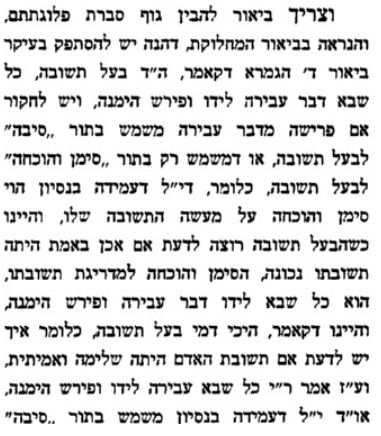 וצריך ביאור להבין גוף סברת פלוגתתם,
והנראה בביאור המחלוקת, דהנה יש להסתפק בעיקר
ביאור ד' הגמרא דקאמר, ה"ד בעל תשובה, כל
שבא דבר עבירה לידו ופירש הימנה, ויש לחקור
אם פרישה מדבר עבירה משמש בתור „סיבה"
לבעל תשובה, או דמשמש רק בתור „סימן והוכחה"
לבעל תשובה, כלומר, די"ל דעמידה בנסיון הוי
סימן והוכחה על מעשה התשובה שלו, והיינו
כשהבעל תשובה רוצה לדעת אם אכן באמת היתה
תשובתו נכונה, הסימן והוכחה למדריגת תשובתו,
הוא כל שבא לידו דבר עבירה ופירש הימנה,
והיינו דקאמר, היכי דמי בעל תשובה, כלומר איך
יש לדעת אם תשובת האדם היתה שלימה ואמיתית,
וע"ז אמר ר"י כל שבא עבירה לידו ופירש הימנה,
או"ד י"ל דעמידה בנסיון משמש בתור „סיבה"